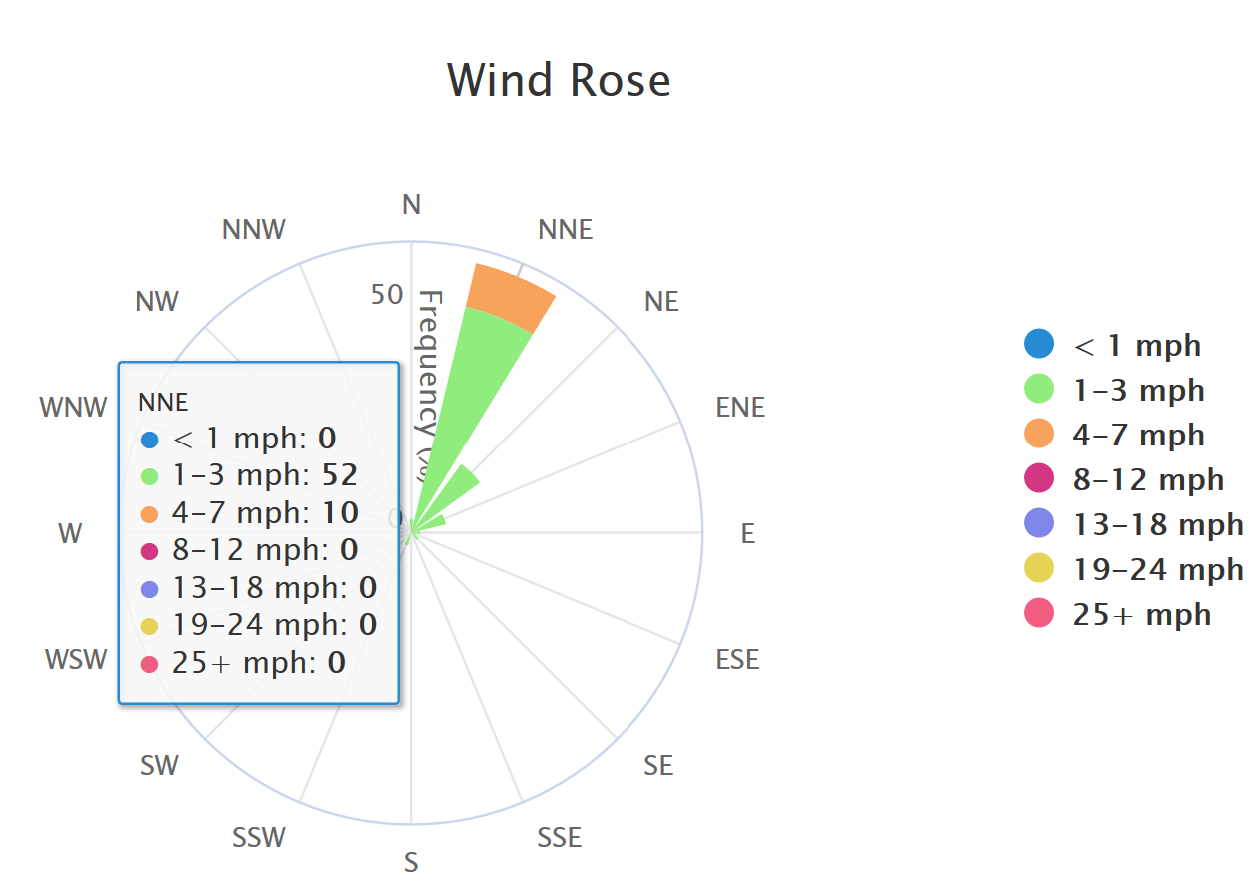 Wind Rose
N
NNW
NNE
NW
50
NE
Frequency (%)
< 1 mph
1–3 mph
4–7 mph
8–12 mph
13–18 mph
19–24 mph
25+ mph
WNW
ENE
NNE
< 1 mph: 0
1–3 mph: 52
4–7 mph: 10
8–12 mph: 0
13–18 mph: 0
19–24 mph: 0
25+ mph: 0
0
W
E
WSW
ESE
SW
SE
SSW
SSE
S